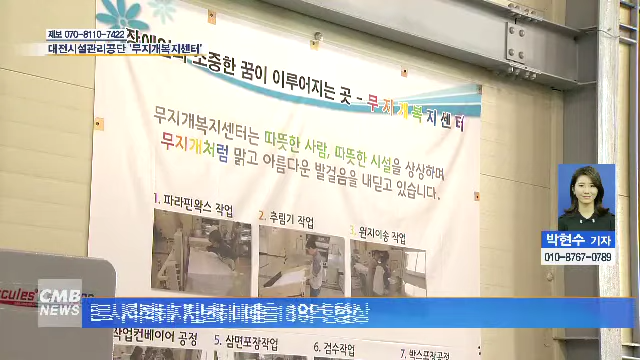 제보 070-8110-7422
대전시설관리공단 '무지개복지센터'
소중한 꿈이 이루어지는 곳 - 무지개복지센터
무지개복지센터는 따뜻한 사람, 따뜻한 시설을 상상하며
무지개처럼 맑고 아름다운 발걸음을 내딛고 있습니다.
1. 파라핀왁스 작업
2. 추림기 작업
3. 원지이송 작업
박현수 기자
010-8767-0789
CMB
NEWS
작업컨베이어 공정
5. 삼면포장작업
6. 검수작업
7. 박스포장공정